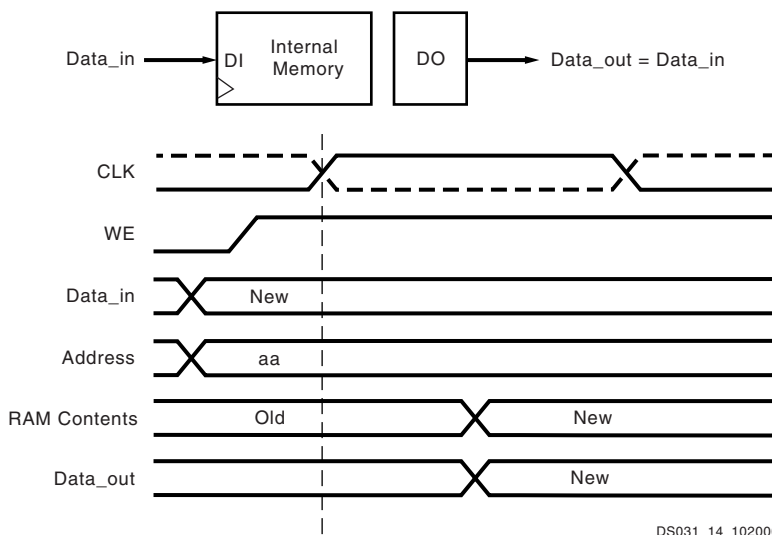 Data_in
DI
Internal
Memory
DO
Data_out = Data_in
CLK
WE
Data_in
New
Address
aa
RAM Contents
Old
New
Data_out
New
DS031_14_102000